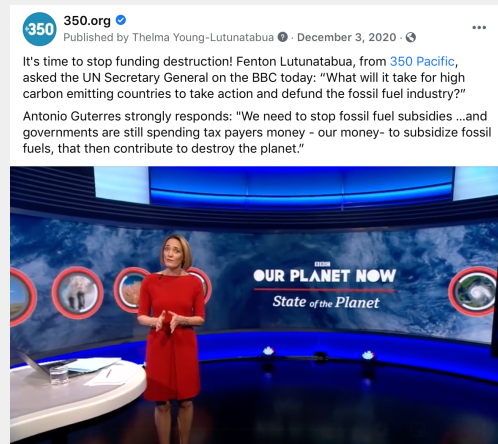 350
350.org
Published by Thelma Young-Lutunatabua · December 3, 2020 ·
It's time to stop funding destruction! Fenton Lutunatabua, from 350 Pacific,
asked the UN Secretary General on the BBC today: “What will it take for high
carbon emitting countries to take action and defund the fossil fuel industry?”
Antonio Guterres strongly responds: "We need to stop fossil fuel subsidies ...and
governments are still spending tax payers money - our money- to subsidize fossil
fuels, that then contribute to destroy the planet.”
BBC
OUR PLANET NOW
State of the Planet